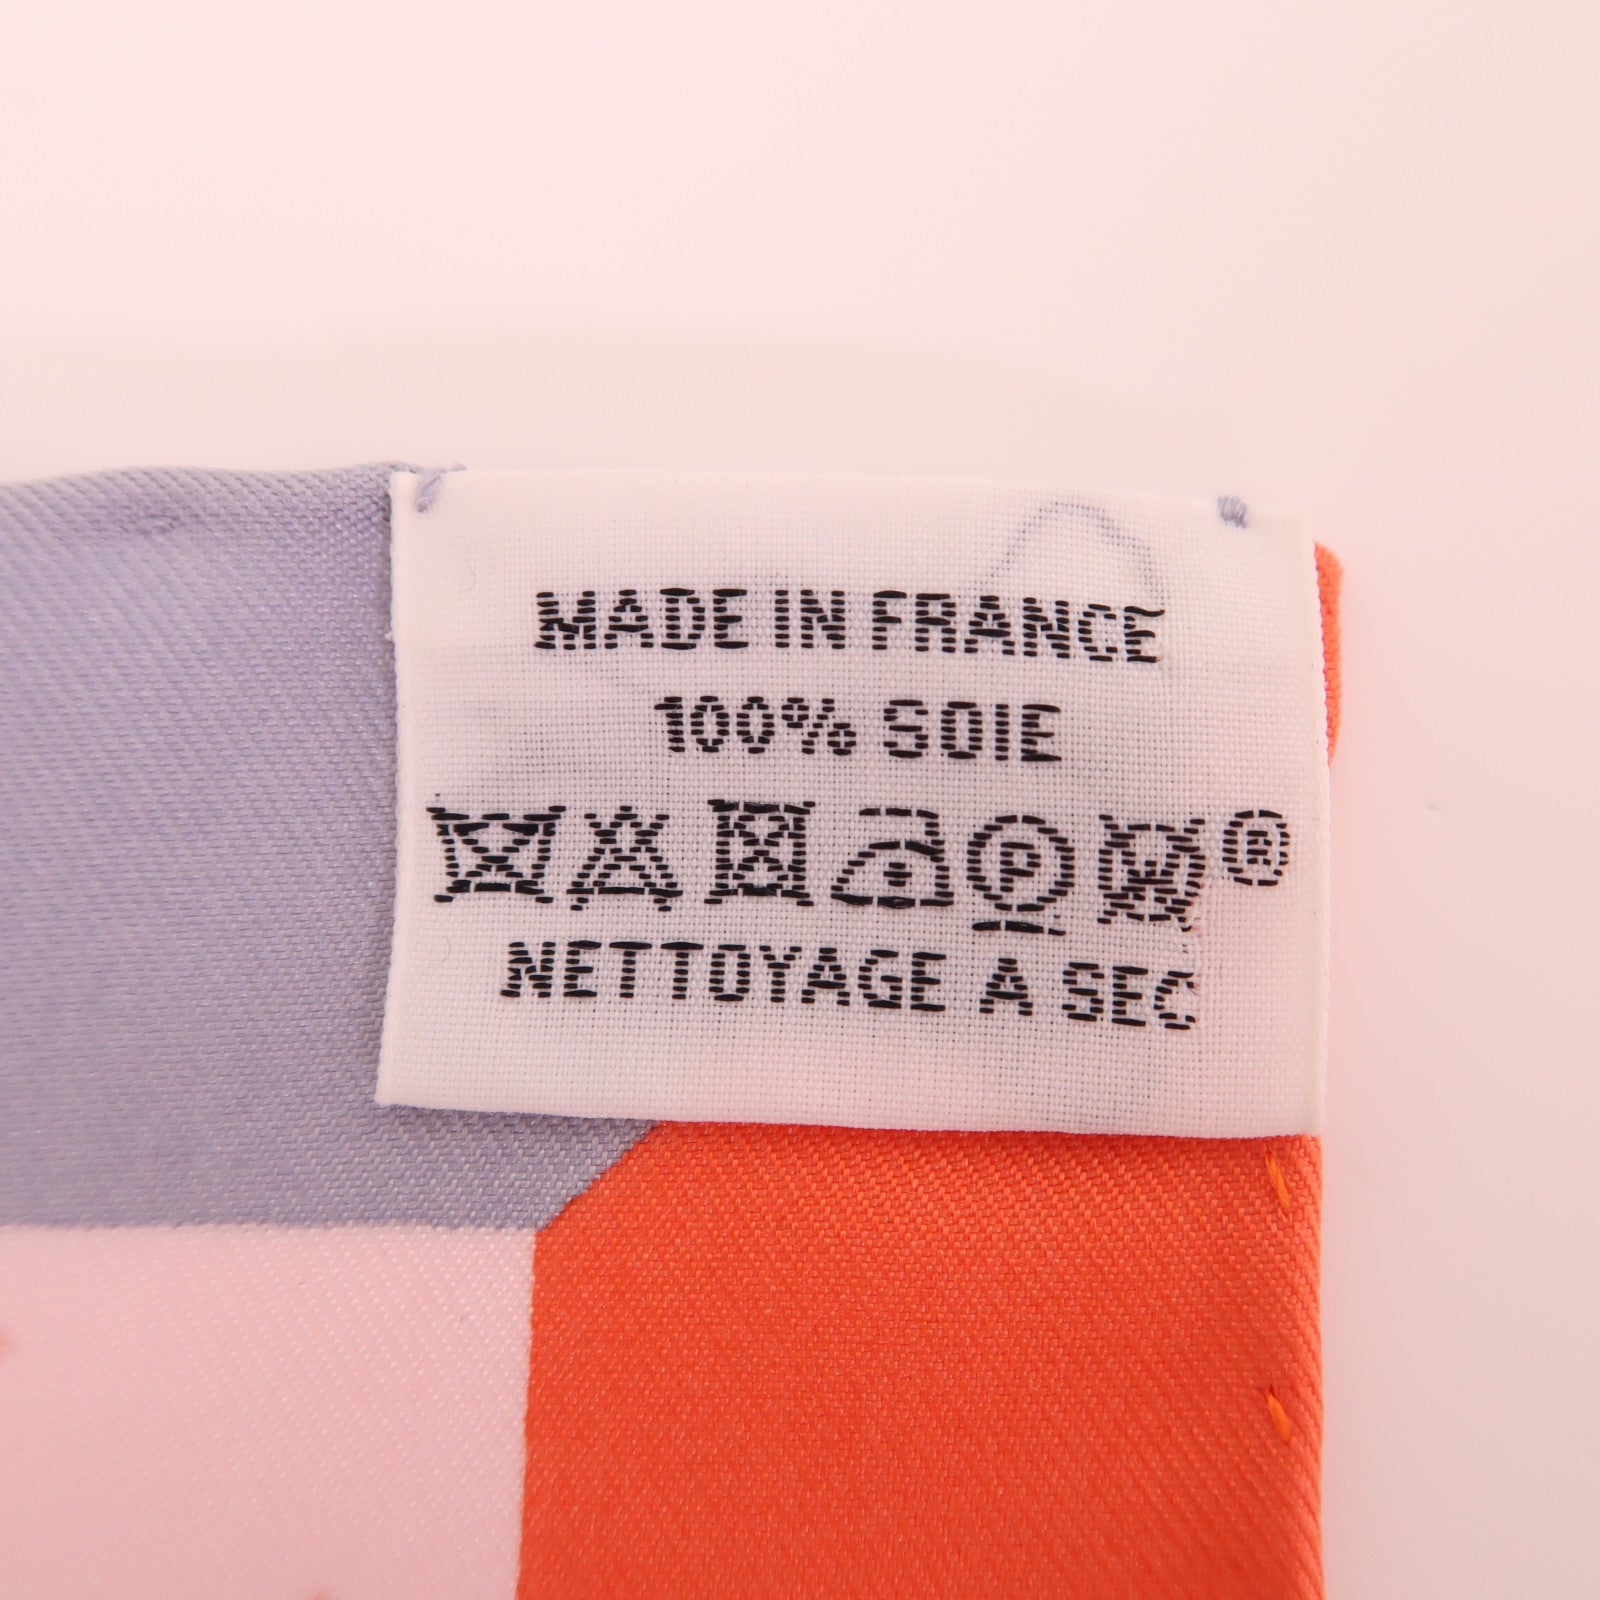 MADE IN FRANCE
100% SOIE
P W ®
NETTOYAGE A SEC